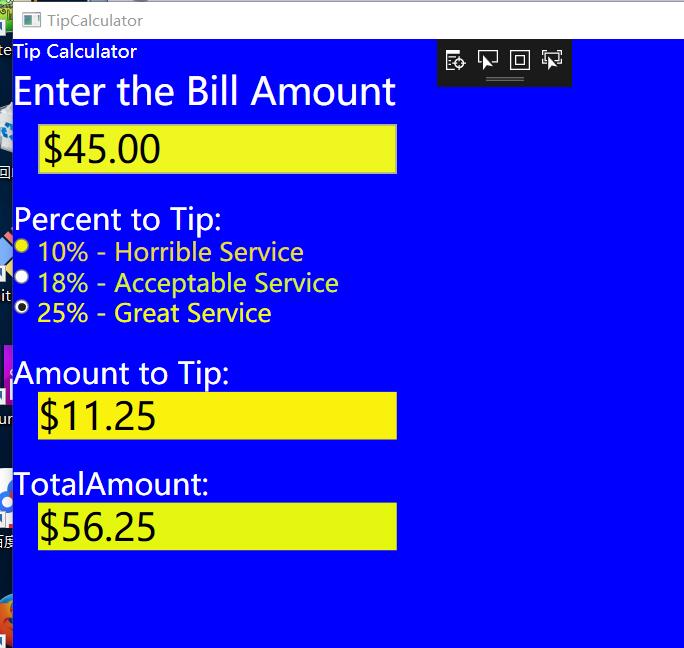 TipCalculator
Tip Calculator
Enter the Bill Amount
$45.00
Percent to Tip:
10% - Horrible Service
18% - Acceptable Service
25% - Great Service
Amount to Tip:
$11.25
TotalAmount:
$56.25